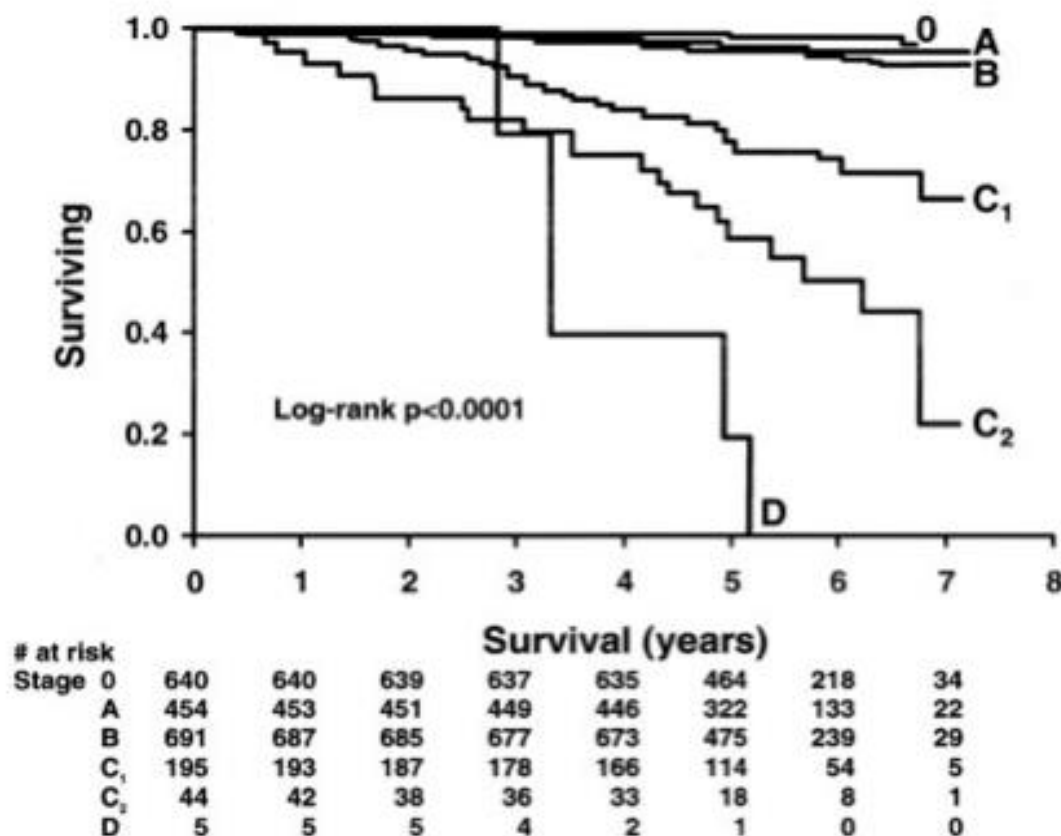 1.0
0.8
0.6
0.4
0.2
0.0
Surviving
0
A
B
C₁
C₂
D
Log-rank p<0.0001
0 1 2 3 4 5 6 7 8
Survival (years)
# at risk
Stage 0 640 640 639 637 635 464 218 34
A 454 453 451 449 446 322 133 22
B 691 687 685 677 673 475 239 29
C₁ 195 193 187 178 166 114 54 5
C₂ 44 42 38 36 33 18 8 1
D 5 5 5 4 2 1 0 0